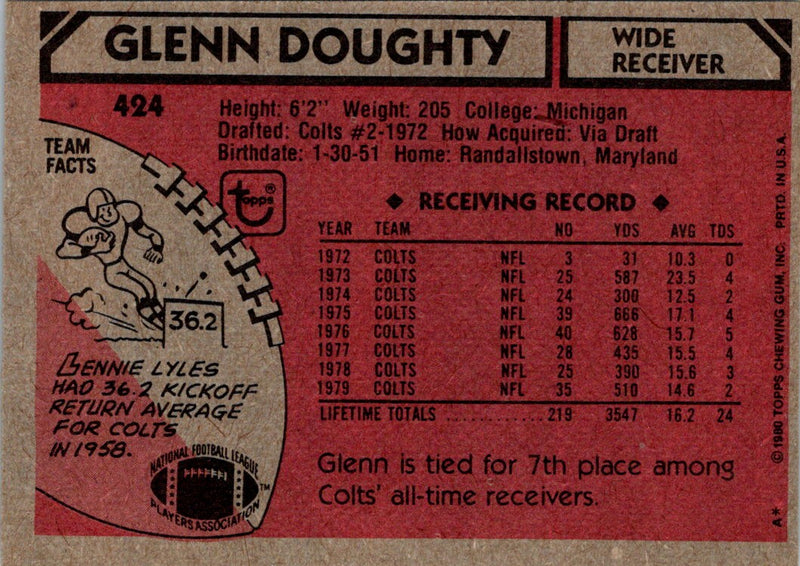 GLENN DOUGHTY
WIDE
RECEIVER
424
Height: 6'2" Weight: 205 College: Michigan
Drafted: Colts #2-1972 How Acquired: Via Draft
Birthdate: 1-30-51 Home: Randallstown, Maryland
TEAM
FACTS
topps®
36.2
BENNIE LYLES
HAD 36.2 KICKOFF
RETURN AVERAGE
FOR COLTS
IN 1958.
NATIONAL FOOTBALL LEAGUE
PLAYERS ASSOCIATION
TM
◆ RECEIVING RECORD ◆
YEAR TEAM NO YDS AVG TDS
1972 COLTS NFL 3 31 10.3 0
1973 COLTS NFL 25 587 23.5 4
1974 COLTS NFL 24 300 12.5 2
1975 COLTS NFL 39 666 17.1 4
1976 COLTS NFL 40 628 15.7 5
1977 COLTS NFL 28 435 15.5 4
1978 COLTS NFL 25 390 15.6 3
1979 COLTS NFL 35 510 14.6 2
LIFETIME TOTALS .............. 219 3547 16.2 24
Glenn is tied for 7th place among
Colts' all-time receivers.
© 1980 TOPPS CHEWING GUM, INC. PRTD. IN U.S.A.
A*